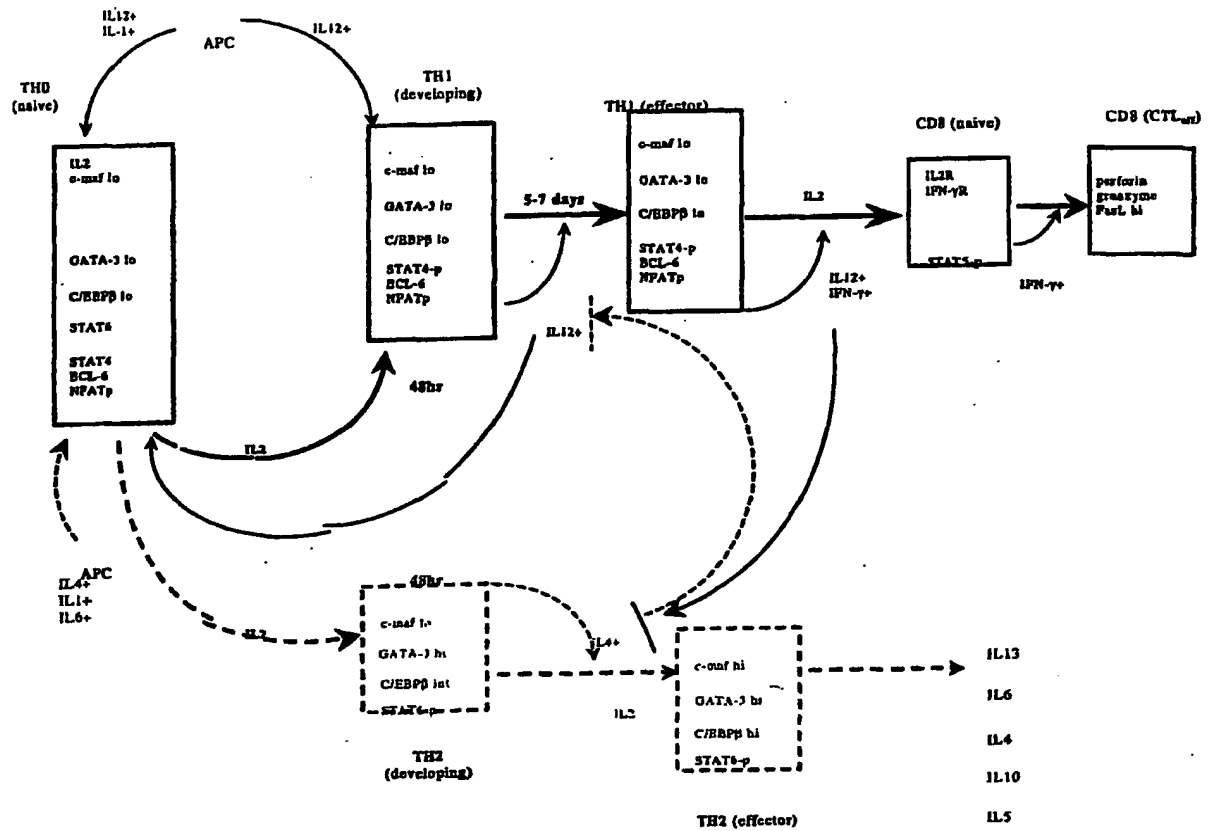 IL12+
IL-1+
APC
IL12+
TH0
(naive)
IL2
c-maf lo
GATA-3 lo
C/EBPβ lo
STAT6
STAT4
BCL-6
NFATp
TH1
(developing)
c-maf lo
GATA-3 lo
C/EBPβ lo
STAT4-p
BCL-6
NFATp
5-7 days
TH1 (effector)
c-maf lo
GATA-3 lo
C/EBPβ lo
STAT4-p
BCL-6
NFATp
IL2
IL12+
IFN-γ+
CD8 (naive)
IL2R
IFN-γR
STAT5-p
IFN-γ+
CD8 (CTLeff)
perforin
granzyme
FasL hi
IL12+
48hr
IL2
APC
IL4+
IL1+
IL6+
IL2
48hr
c-maf lo
GATA-3 hi
C/EBPβ int
STAT6-p
TH2
(developing)
IL4+
IL2
c-maf hi
GATA-3 hi
C/EBPβ hi
STAT6-p
TH2 (effector)
IL13
IL6
IL4
IL10
IL5